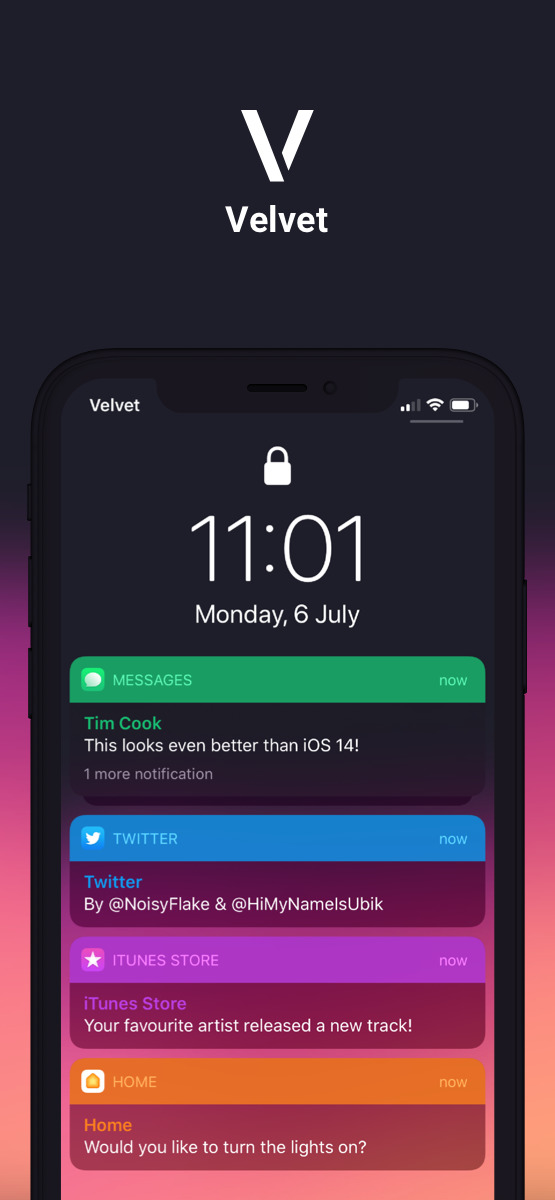 Velvet
Velvet
11:01
Monday, 6 July
MESSAGES now
Tim Cook
This looks even better than iOS 14!
1 more notification
TWITTER now
Twitter
By @NoisyFlake & @HiMyNameIsUbik
ITUNES STORE now
iTunes Store
Your favourite artist released a new track!
HOME now
Home
Would you like to turn the lights on?